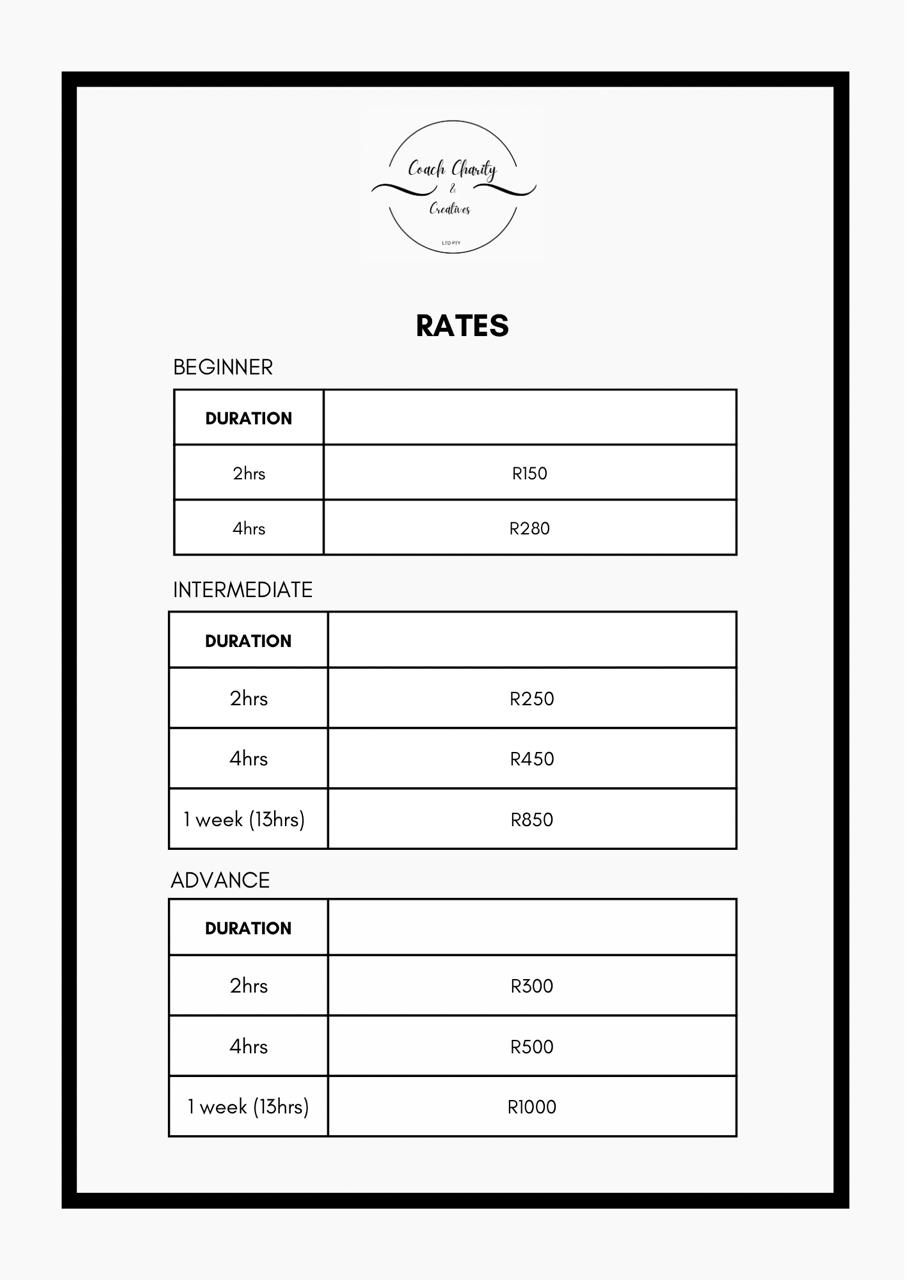 Coach Charity
&
Creatives
LTD PTY
RATES
BEGINNER
DURATION
2hrs R150
4hrs R280
INTERMEDIATE
DURATION
2hrs R250
4hrs R450
1 week (13hrs) R850
ADVANCE
DURATION
2hrs R300
4hrs R500
1 week (13hrs) R1000